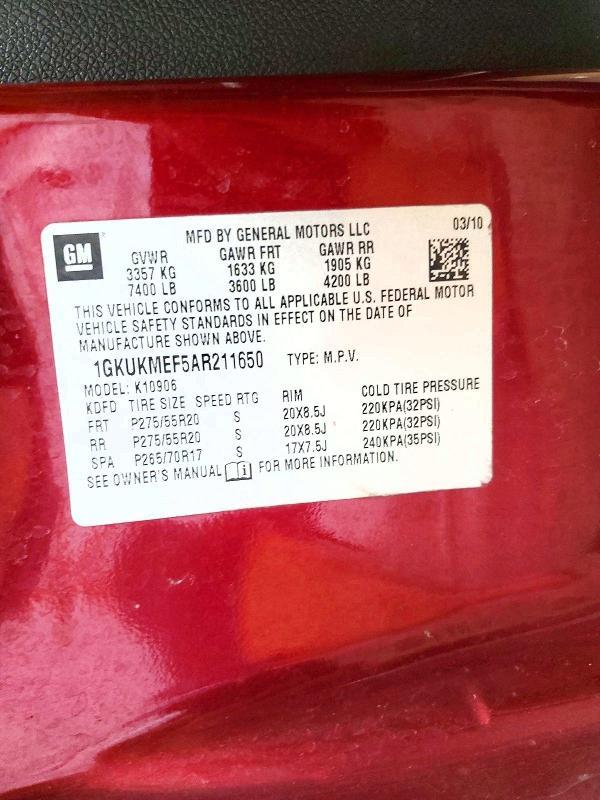 GM
MFD BY GENERAL MOTORS LLC 03/10
GVWR GAWR FRT GAWR RR
3357 KG 1633 KG 1905 KG
7400 LB 3600 LB 4200 LB
THIS VEHICLE CONFORMS TO ALL APPLICABLE U.S. FEDERAL MOTOR
VEHICLE SAFETY STANDARDS IN EFFECT ON THE DATE OF
MANUFACTURE SHOWN ABOVE.
1GKUKMEF5AR211650 TYPE: M.P.V.
MODEL: K10906
KDFD TIRE SIZE SPEED RTG RIM COLD TIRE PRESSURE
FRT P275/55R20 S 20X8.5J 220KPA(32PSI)
RR P275/55R20 S 20X8.5J 220KPA(32PSI)
SPA P265/70R17 S 17X7.5J 240KPA(35PSI)
SEE OWNER'S MANUAL FOR MORE INFORMATION.